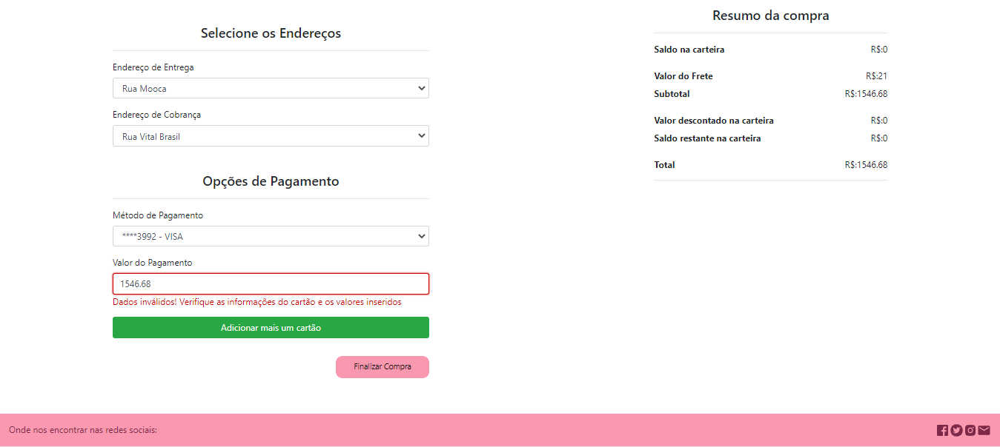 Selecione os Endereços
Endereço de Entrega
Rua Mooca
Endereço de Cobrança
Rua Vital Brasil
Opções de Pagamento
Método de Pagamento
****3992 - VISA
Valor do Pagamento
1546.68
Dados inválidos! Verifique as informações do cartão e os valores inseridos
Adicionar mais um cartão
Finalizar Compra
Resumo da compra
Saldo na carteira R$:0
Valor do Frete R$:21
Subtotal R$:1546.68
Valor descontado na carteira R$:0
Saldo restante na carteira R$:0
Total R$:1546.68
Onde nos encontrar nas redes sociais: